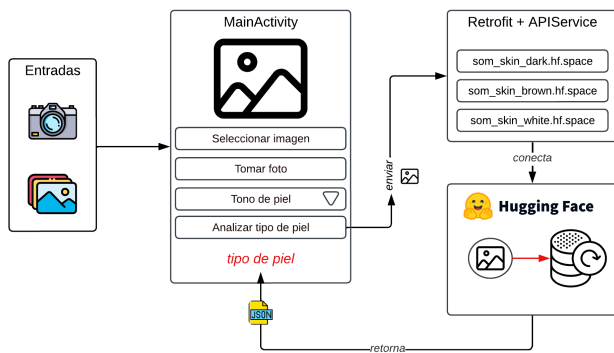 Entradas
MainActivity
Seleccionar imagen
Tomar foto
Tono de piel
Analizar tipo de piel
tipo de piel
enviar
Retrofit + APIService
som_skin_dark.hf.space
som_skin_brown.hf.space
som_skin_white.hf.space
conecta
Hugging Face
JSON
retorna